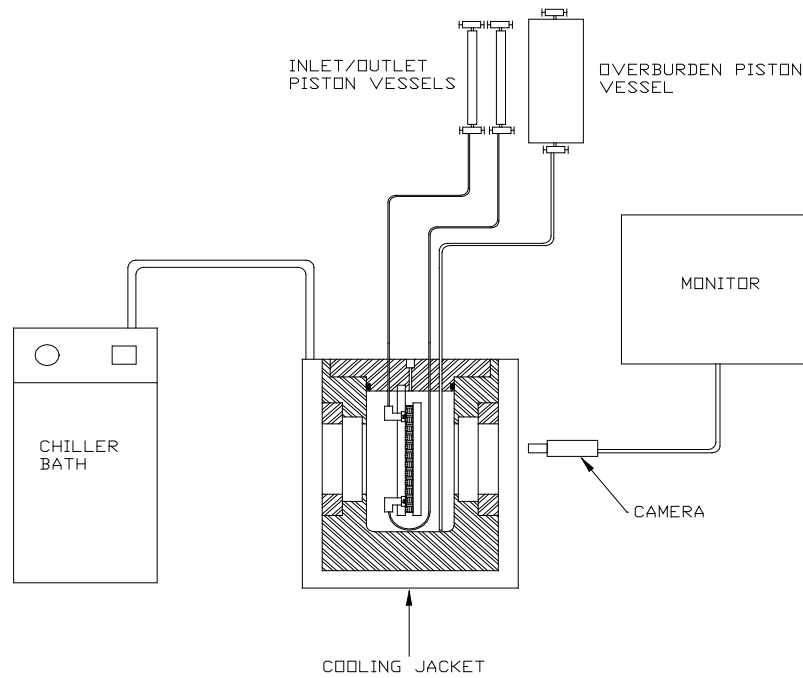 INLET/OUTLET
PISTON VESSELS
OVERBURDEN PISTON
VESSEL
MONITOR
CHILLER
BATH
CAMERA
COOLING JACKET